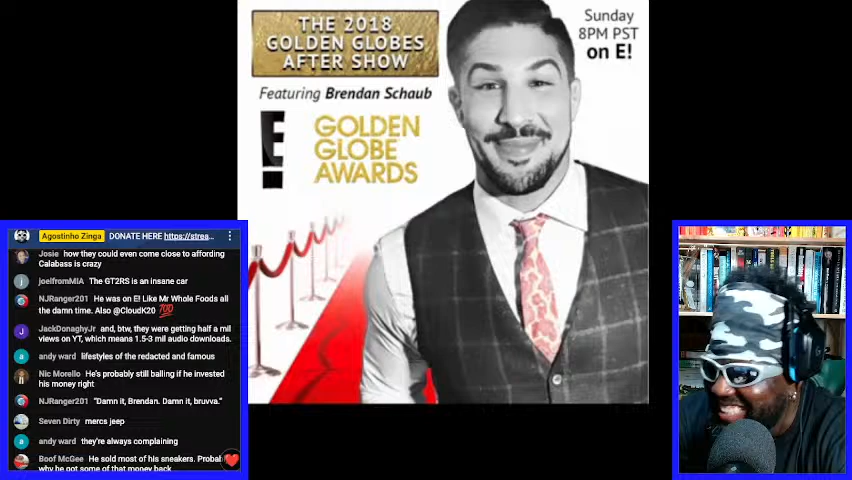 THE 2018
GOLDEN GLOBES
AFTER SHOW
Featuring Brendan Schaub
Sunday
8PM PST
on E!
E!
GOLDEN
GLOBE
AWARDS
Agostinho Zinga DONATE HERE https://strea...
Josie how they could even come close to affording
Calabass is crazy
joelfromMIA The GT2RS is an insane car
NJRanger201 He was on E! Like Mr Whole Foods all
the damn time. Also @CloudK20 💯
JackDonaghyJr and, btw, they were getting half a mil
views on YT, which means 1.5-3 mil audio downloads.
andy ward lifestyles of the redacted and famous
Nic Morello He's probably still balling if he invested
his money right
NJRanger201 "Damn it, Brendan. Damn it, bruvva."
Seven Dirty mercs jeep
andy ward they're always complaining
Boof McGee He sold most of his sneakers. Probal
why he got some of that money back